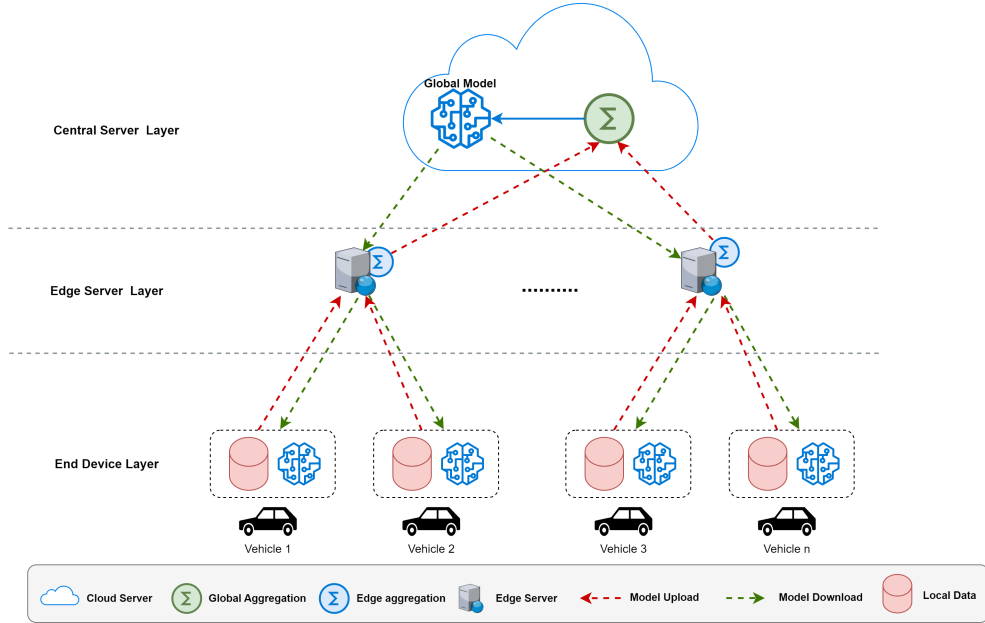 Global Model
Central Server Layer
Edge Server Layer
..........
End Device Layer
Vehicle 1
Vehicle 2
Vehicle 3
Vehicle n
Cloud Server
Global Aggregation
Edge aggregation
Edge Server
Model Upload
Model Download
Local Data